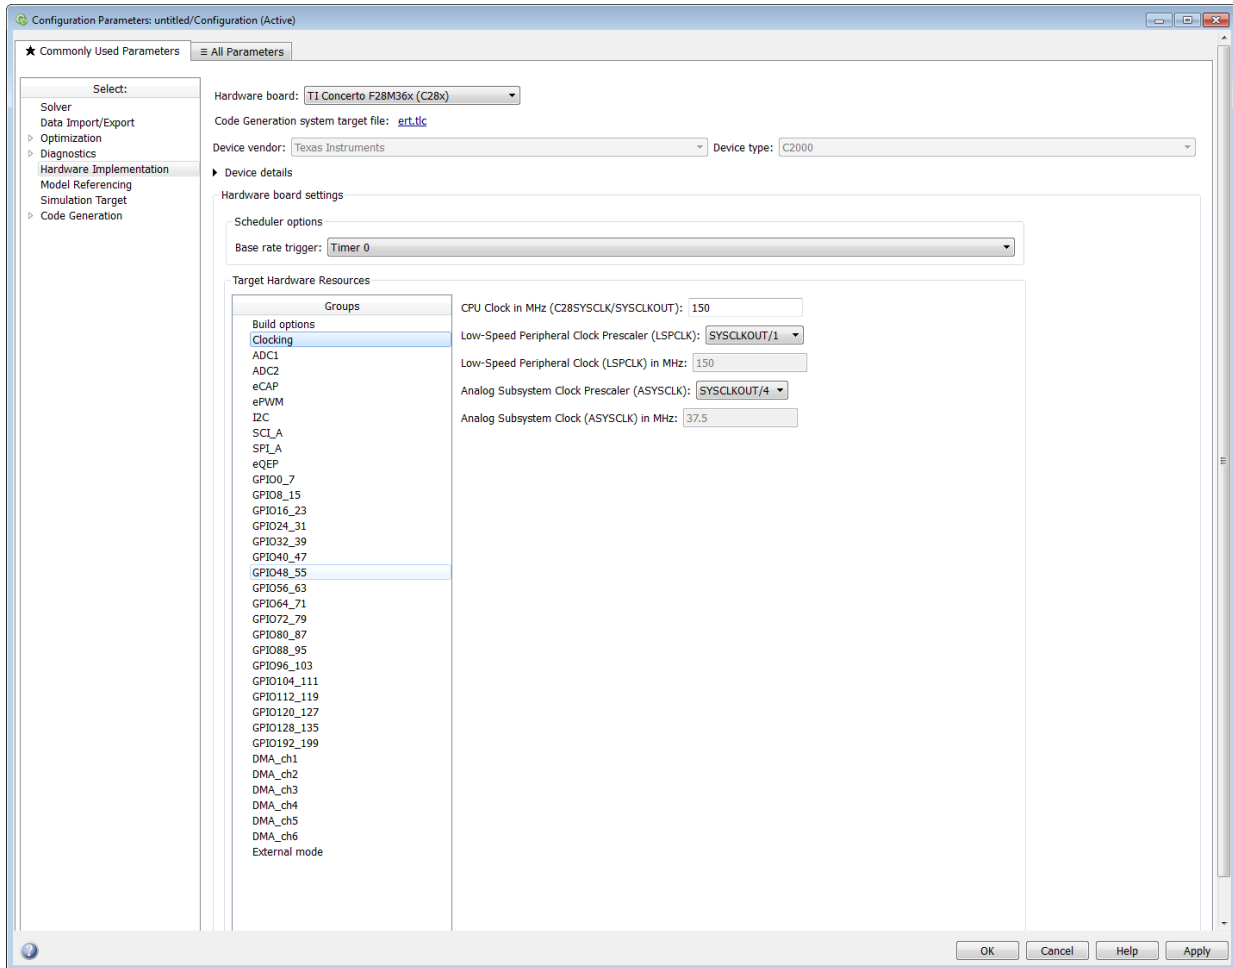 Configuration Parameters: untitled/Configuration (Active)
★ Commonly Used Parameters
≡ All Parameters
Select:
Solver
Data Import/Export
Optimization
Diagnostics
Hardware Implementation
Model Referencing
Simulation Target
Code Generation
Hardware board: TI Concerto F28M36x (C28x)
Code Generation system target file: ert.tlc
Device vendor: Texas Instruments Device type: C2000
Device details
Hardware board settings
Scheduler options
Base rate trigger: Timer 0
Target Hardware Resources
Groups
Build options
Clocking
ADC1
ADC2
eCAP
ePWM
I2C
SCI_A
SPI_A
eQEP
GPIO0_7
GPIO8_15
GPIO16_23
GPIO24_31
GPIO32_39
GPIO40_47
GPIO48_55
GPIO56_63
GPIO64_71
GPIO72_79
GPIO80_87
GPIO88_95
GPIO96_103
GPIO104_111
GPIO112_119
GPIO120_127
GPIO128_135
GPIO192_199
DMA_ch1
DMA_ch2
DMA_ch3
DMA_ch4
DMA_ch5
DMA_ch6
External mode
CPU Clock in MHz (C28SYSCLK/SYSCLKOUT): 150
Low-Speed Peripheral Clock Prescaler (LSPCLK): SYSCLKOUT/1
Low-Speed Peripheral Clock (LSPCLK) in MHz: 150
Analog Subsystem Clock Prescaler (ASYSCLK): SYSCLKOUT/4
Analog Subsystem Clock (ASYSCLK) in MHz: 37.5
OK
Cancel
Help
Apply